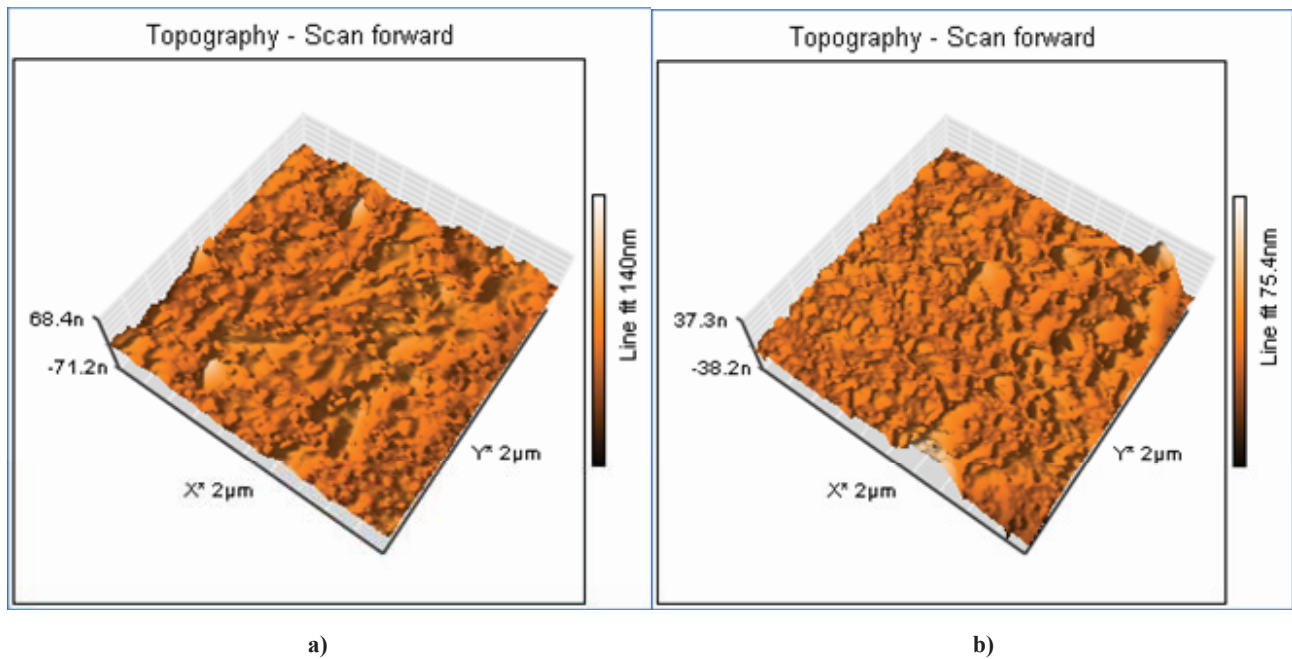 Topography - Scan forward
68.4n
-71.2n
X* 2µm
Y* 2µm
Line fit 140nm
a)
Topography - Scan forward
37.3n
-38.2n
X* 2µm
Y* 2µm
Line fit 75.4nm
b)